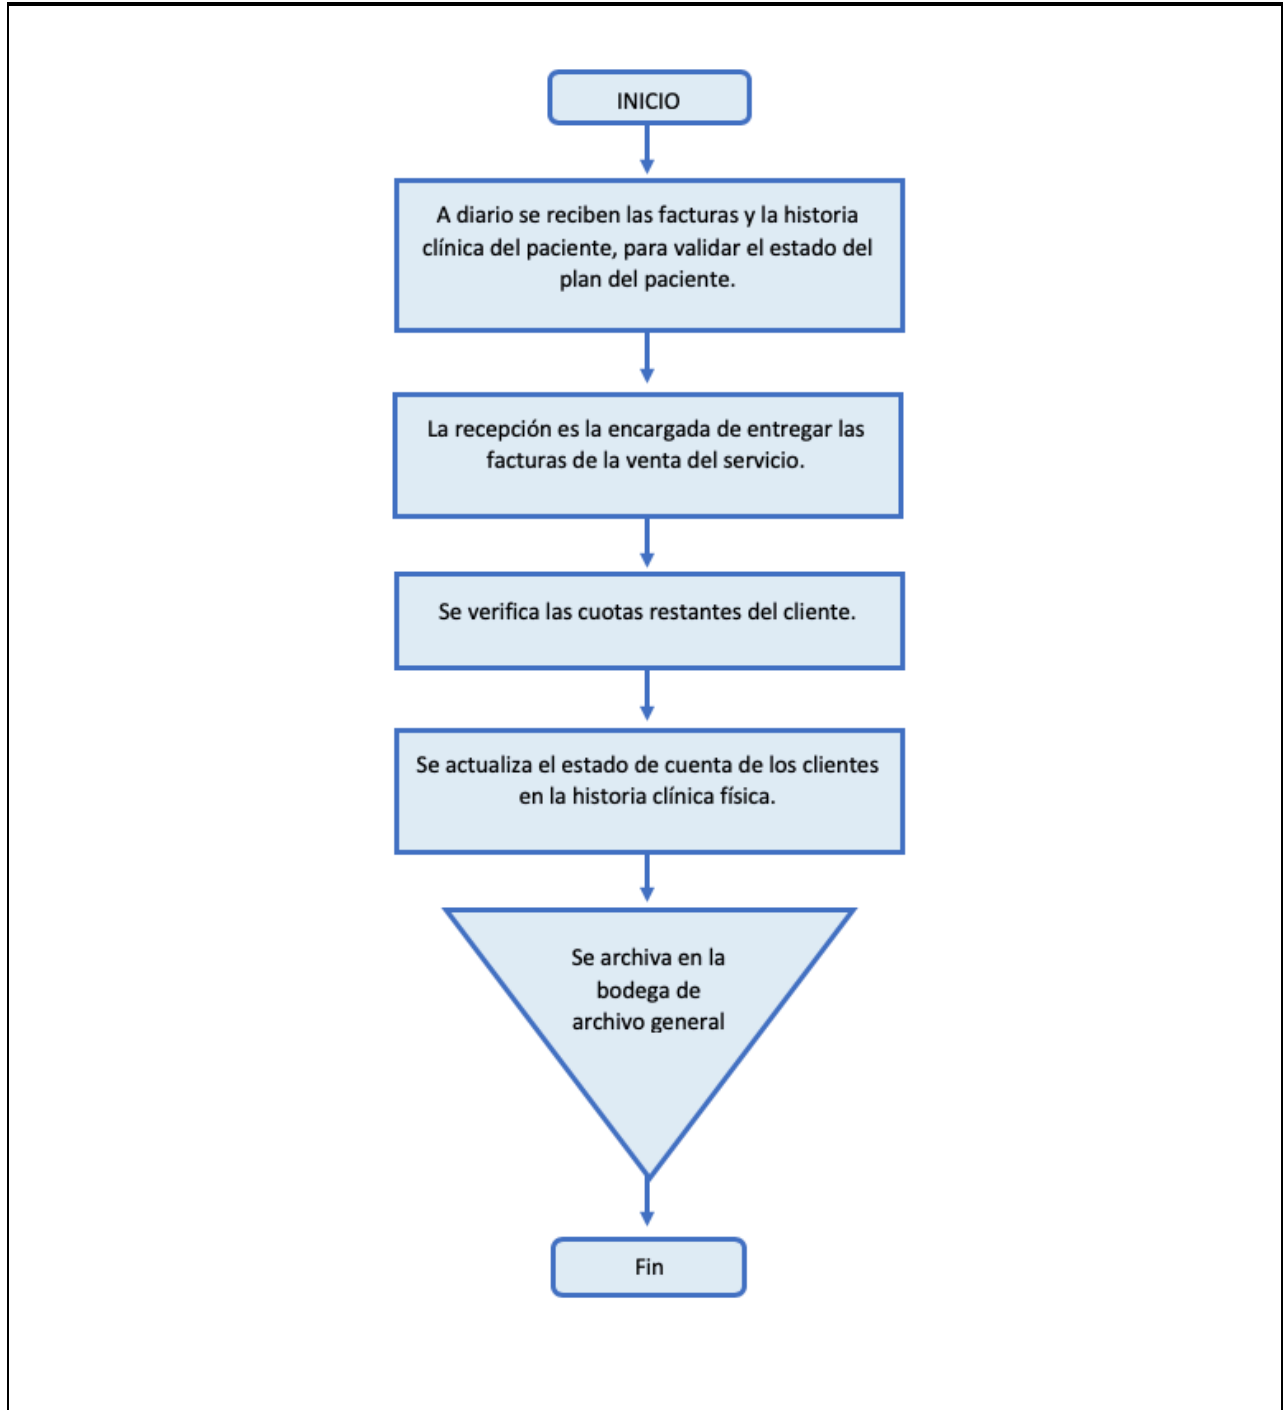 INICIO
A diario se reciben las facturas y la historia
clínica del paciente, para validar el estado del
plan del paciente.
La recepción es la encargada de entregar las
facturas de la venta del servicio.
Se verifica las cuotas restantes del cliente.
Se actualiza el estado de cuenta de los clientes
en la historia clínica física.
Se archiva en la
bodega de
archivo general
Fin